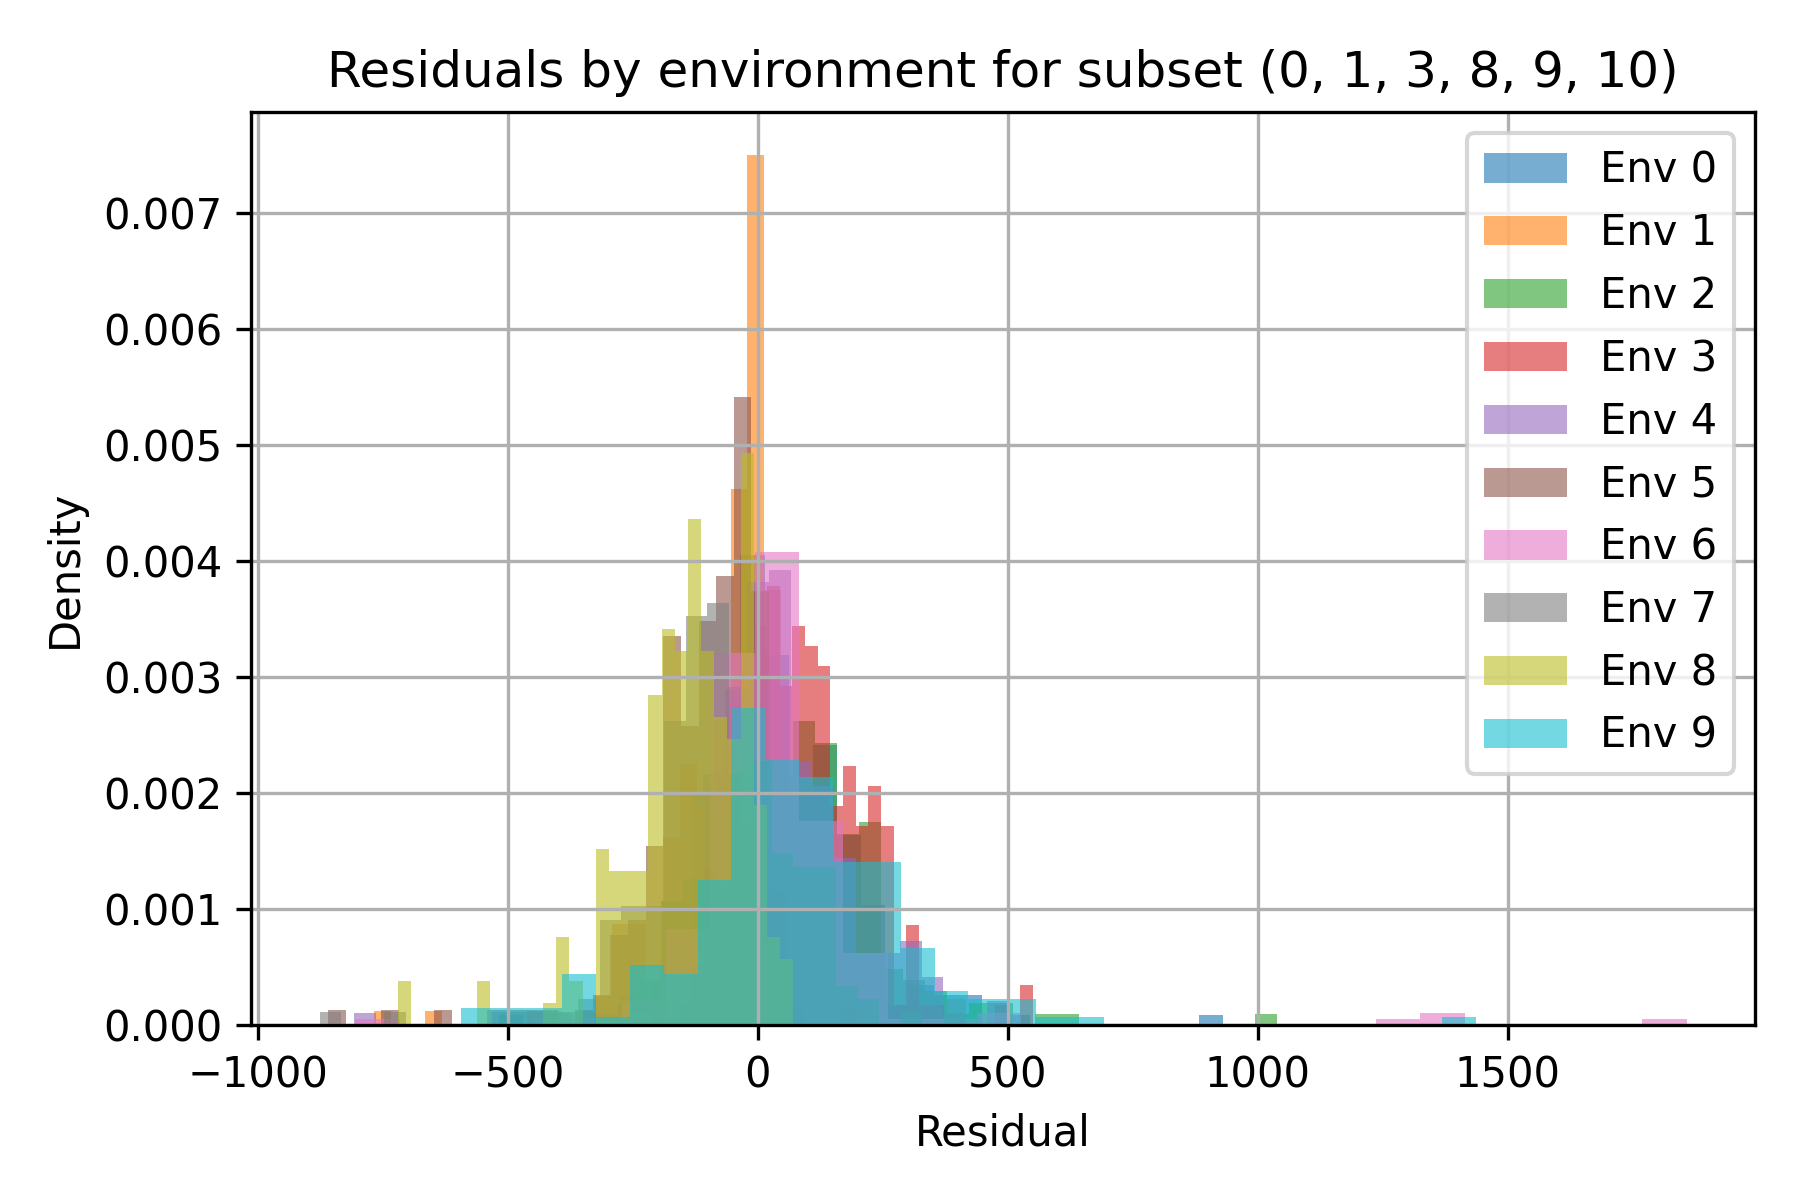 Residuals by environment for subset (0, 1, 3, 8, 9, 10)
Env 0
Env 1
Env 2
Env 3
Env 4
Env 5
Env 6
Env 7
Env 8
Env 9
0.007
0.006
0.005
0.004
0.003
0.002
0.001
0.000
Density
−1000 −500 0 500 1000 1500
Residual